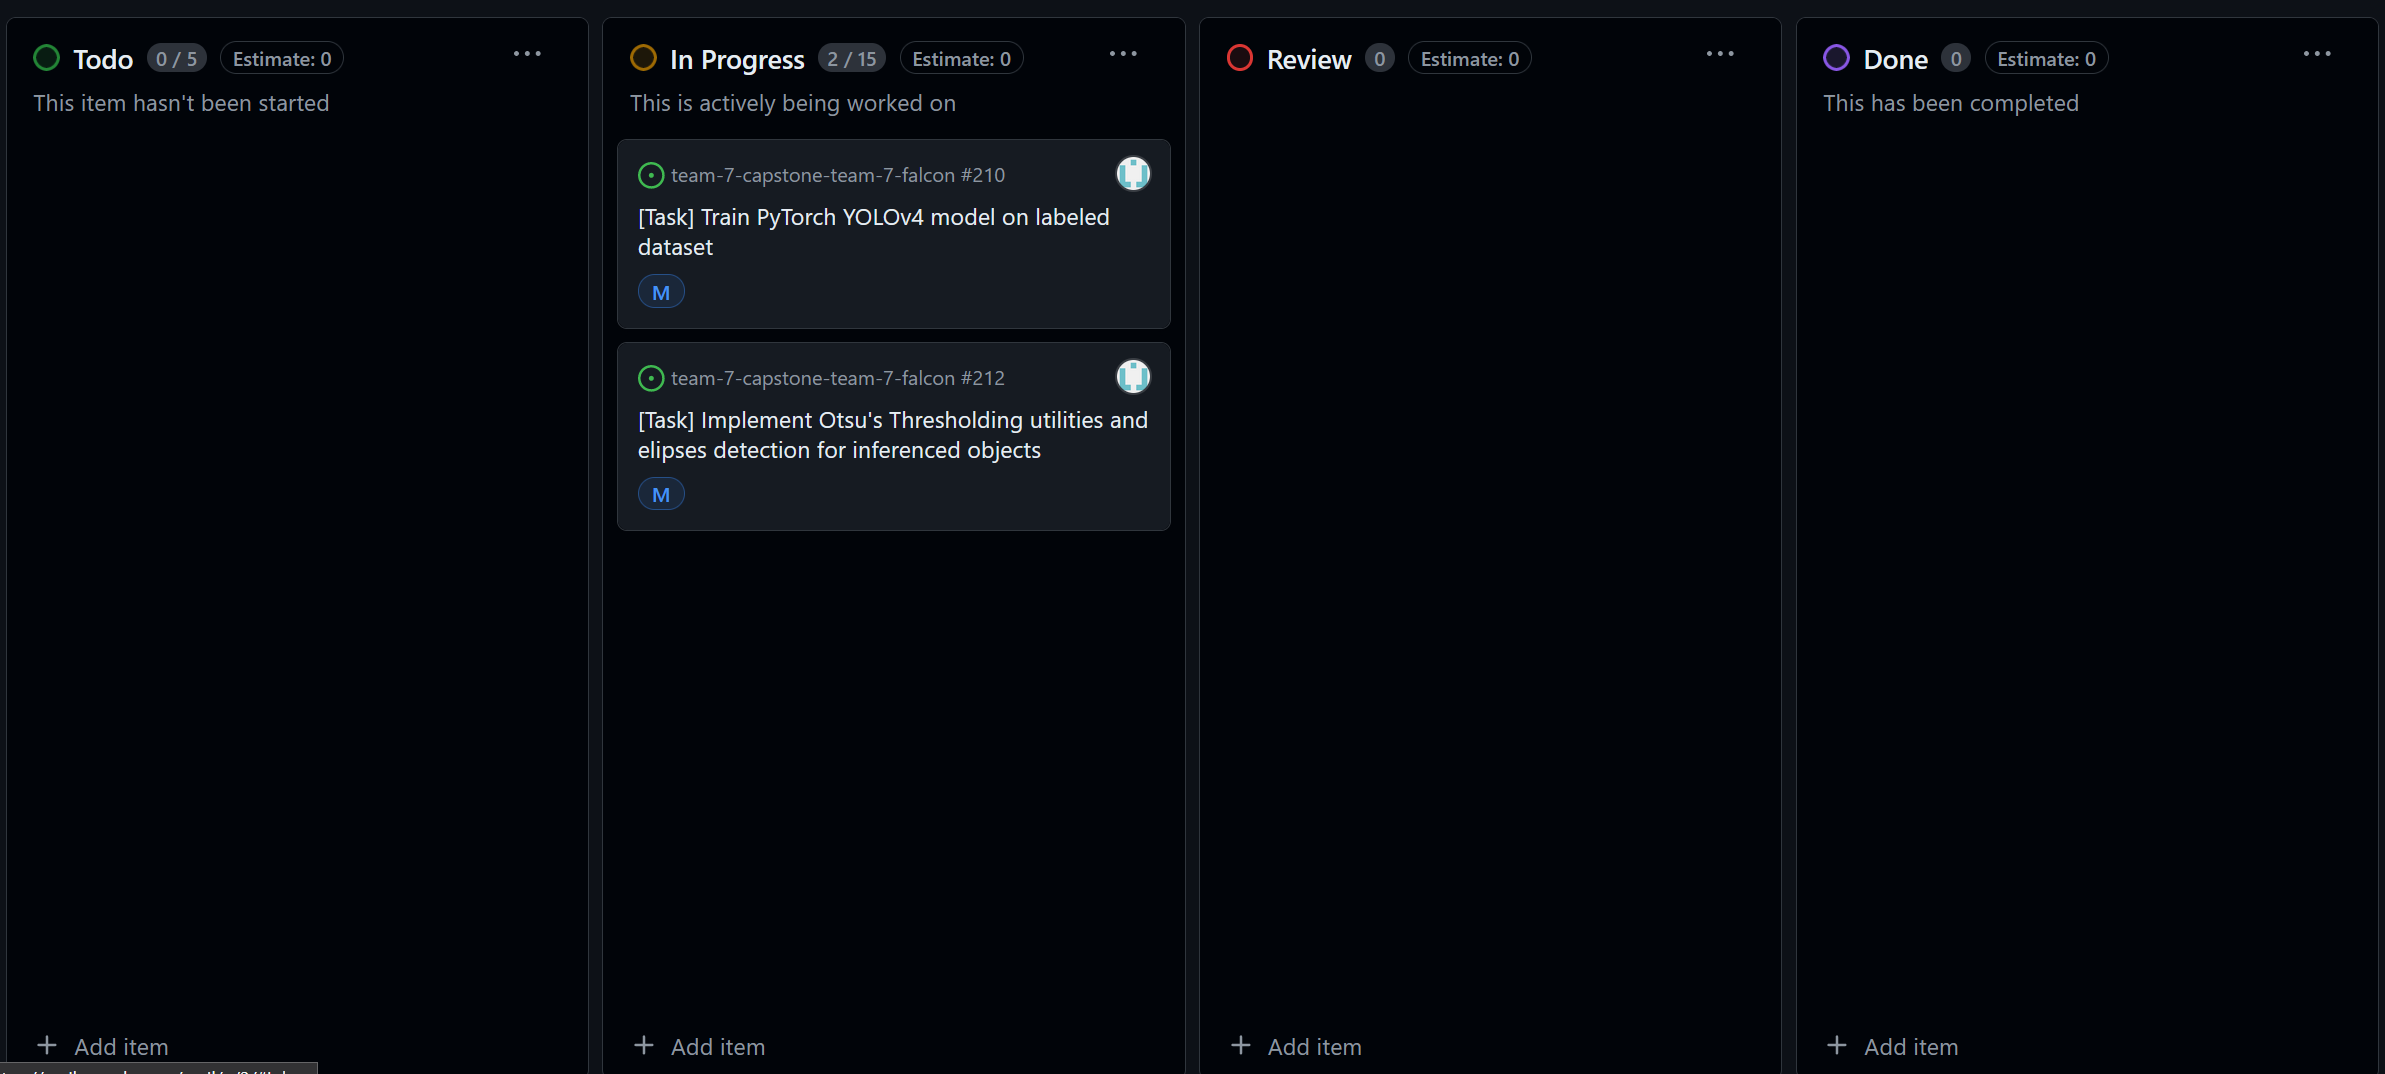 Todo 0 / 5 Estimate: 0
This item hasn't been started
Add item
In Progress 2 / 15 Estimate: 0
This is actively being worked on
team-7-capstone-team-7-falcon #210
[Task] Train PyTorch YOLOv4 model on labeled
dataset
M
team-7-capstone-team-7-falcon #212
[Task] Implement Otsu's Thresholding utilities and
elipses detection for inferenced objects
M
Add item
Review 0 Estimate: 0
Add item
Done 0 Estimate: 0
This has been completed
Add item